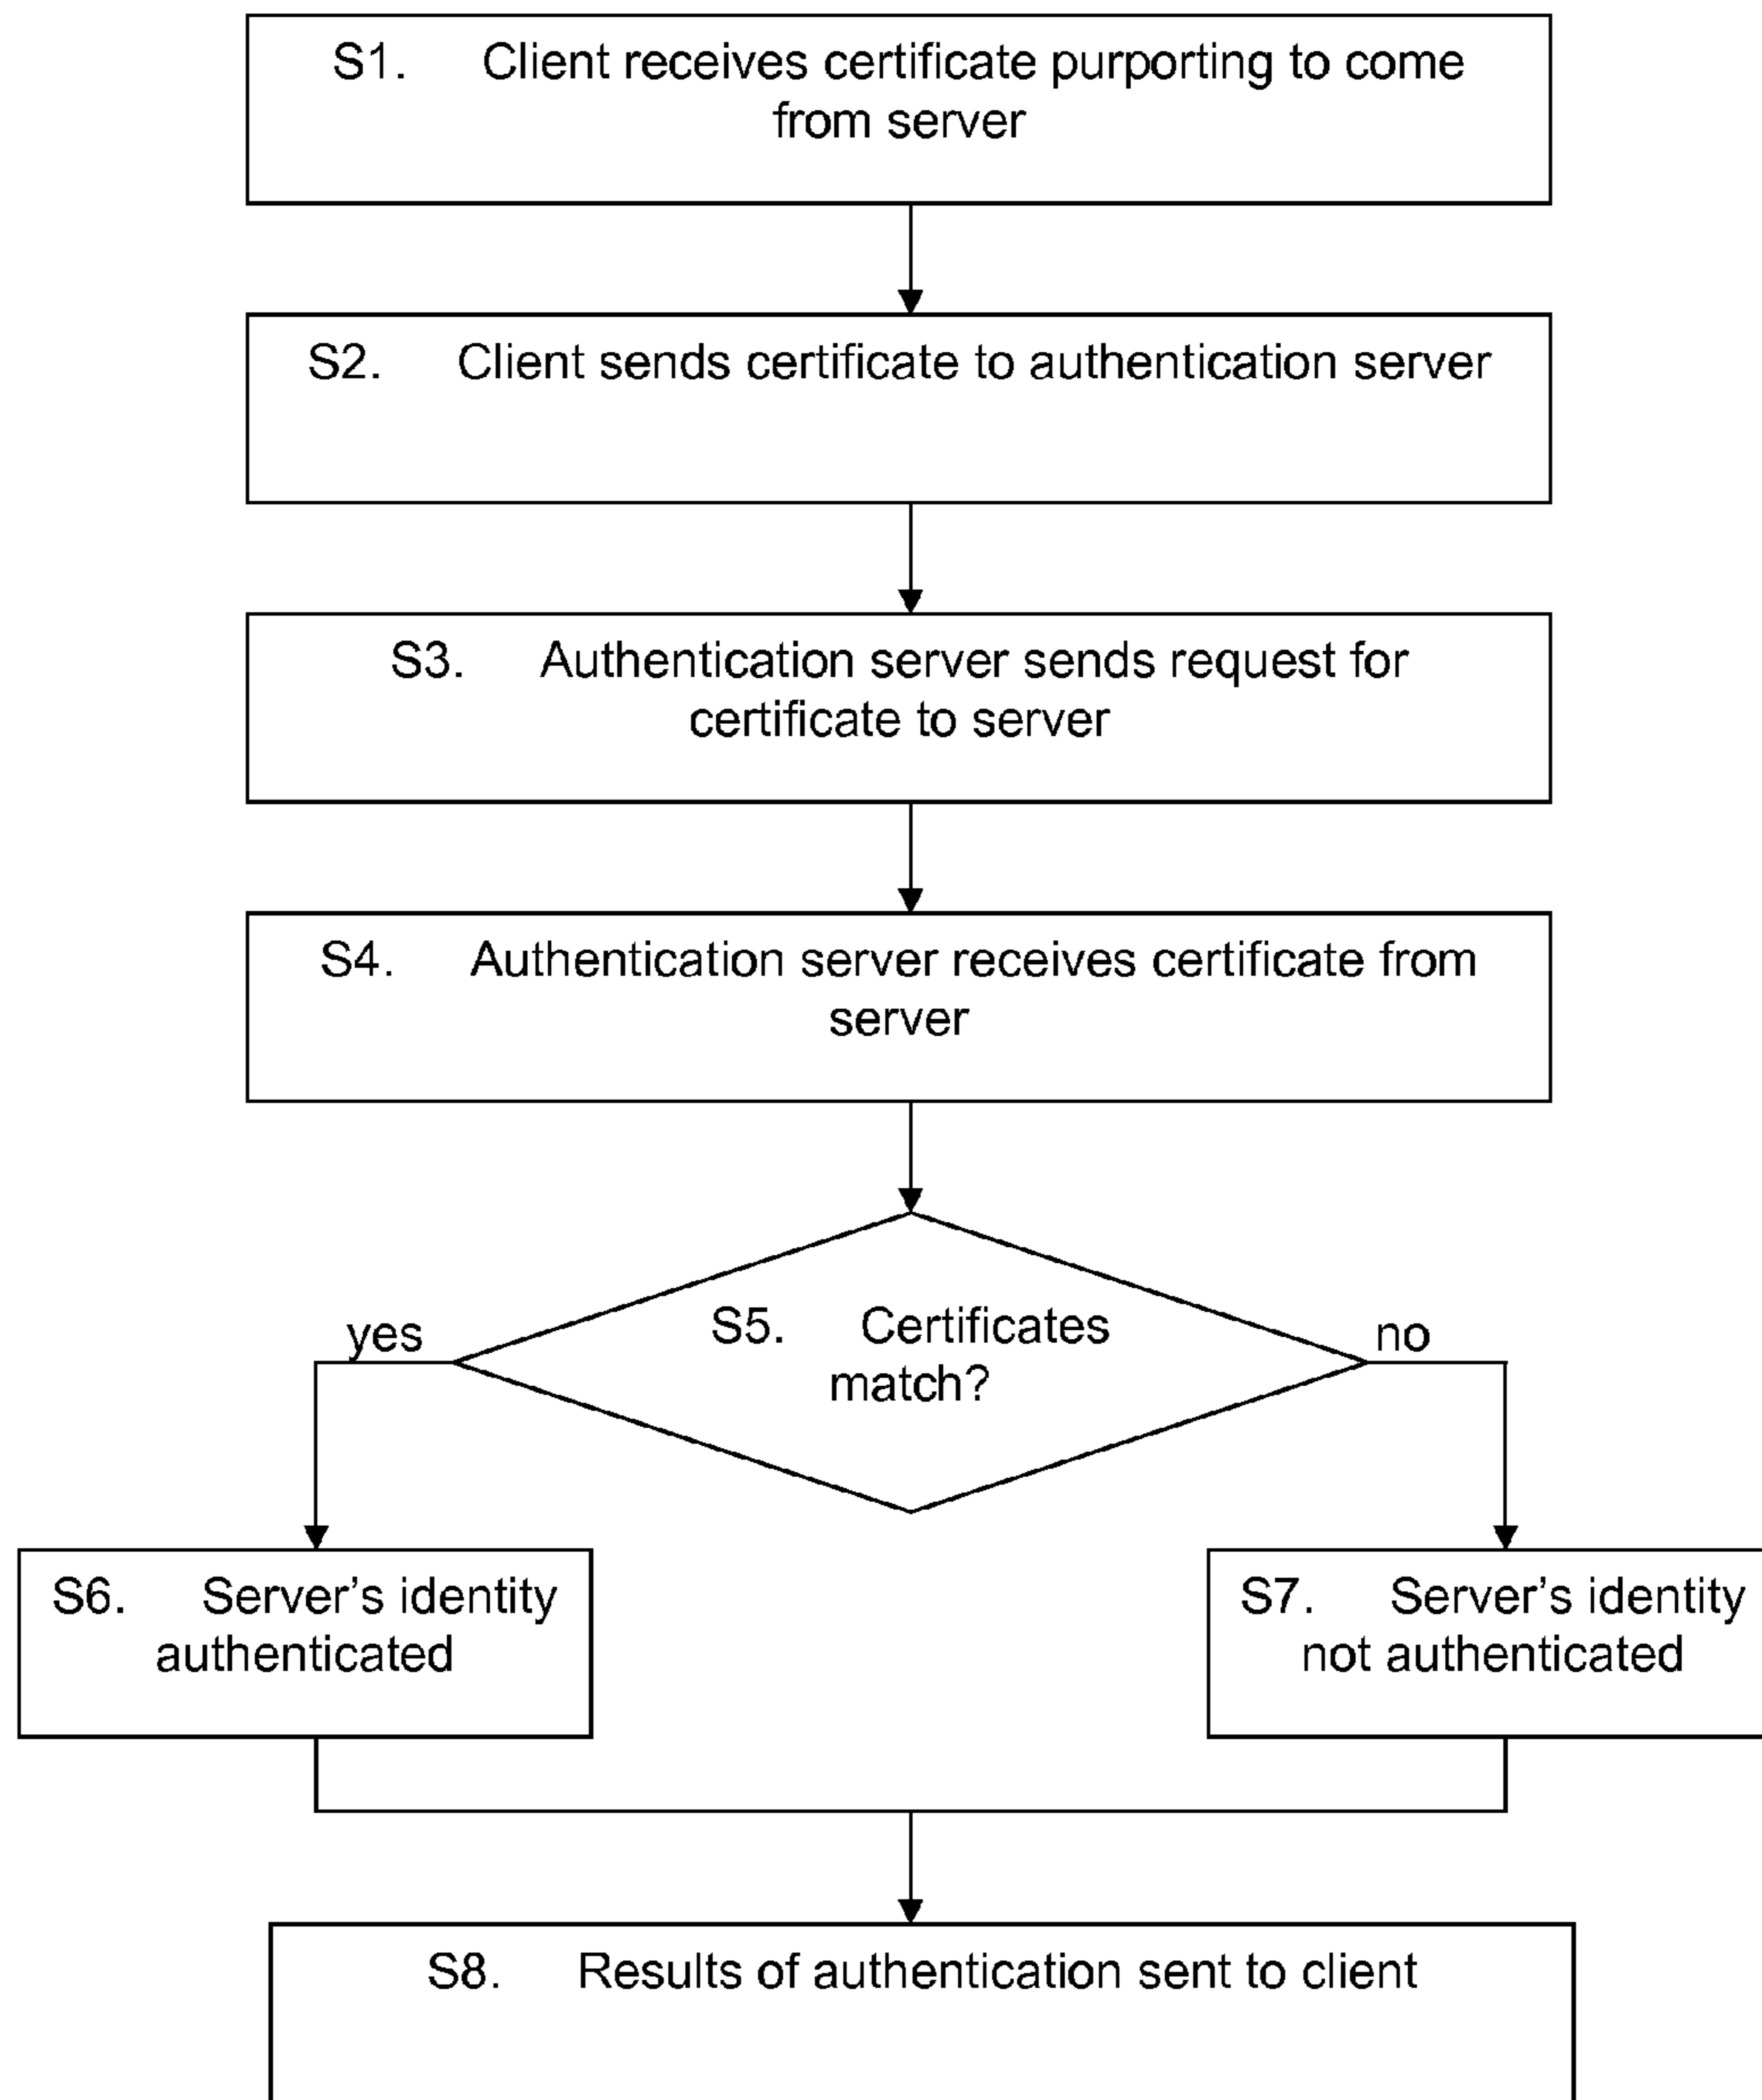 S1. Client receives certificate purporting to come
from server
S2. Client sends certificate to authentication server
S3. Authentication server sends request for
certificate to server
S4. Authentication server receives certificate from
server
S5. Certificates
match?
yes
no
S6. Server’s identity
authenticated
S7. Server’s identity
not authenticated
S8. Results of authentication sent to client